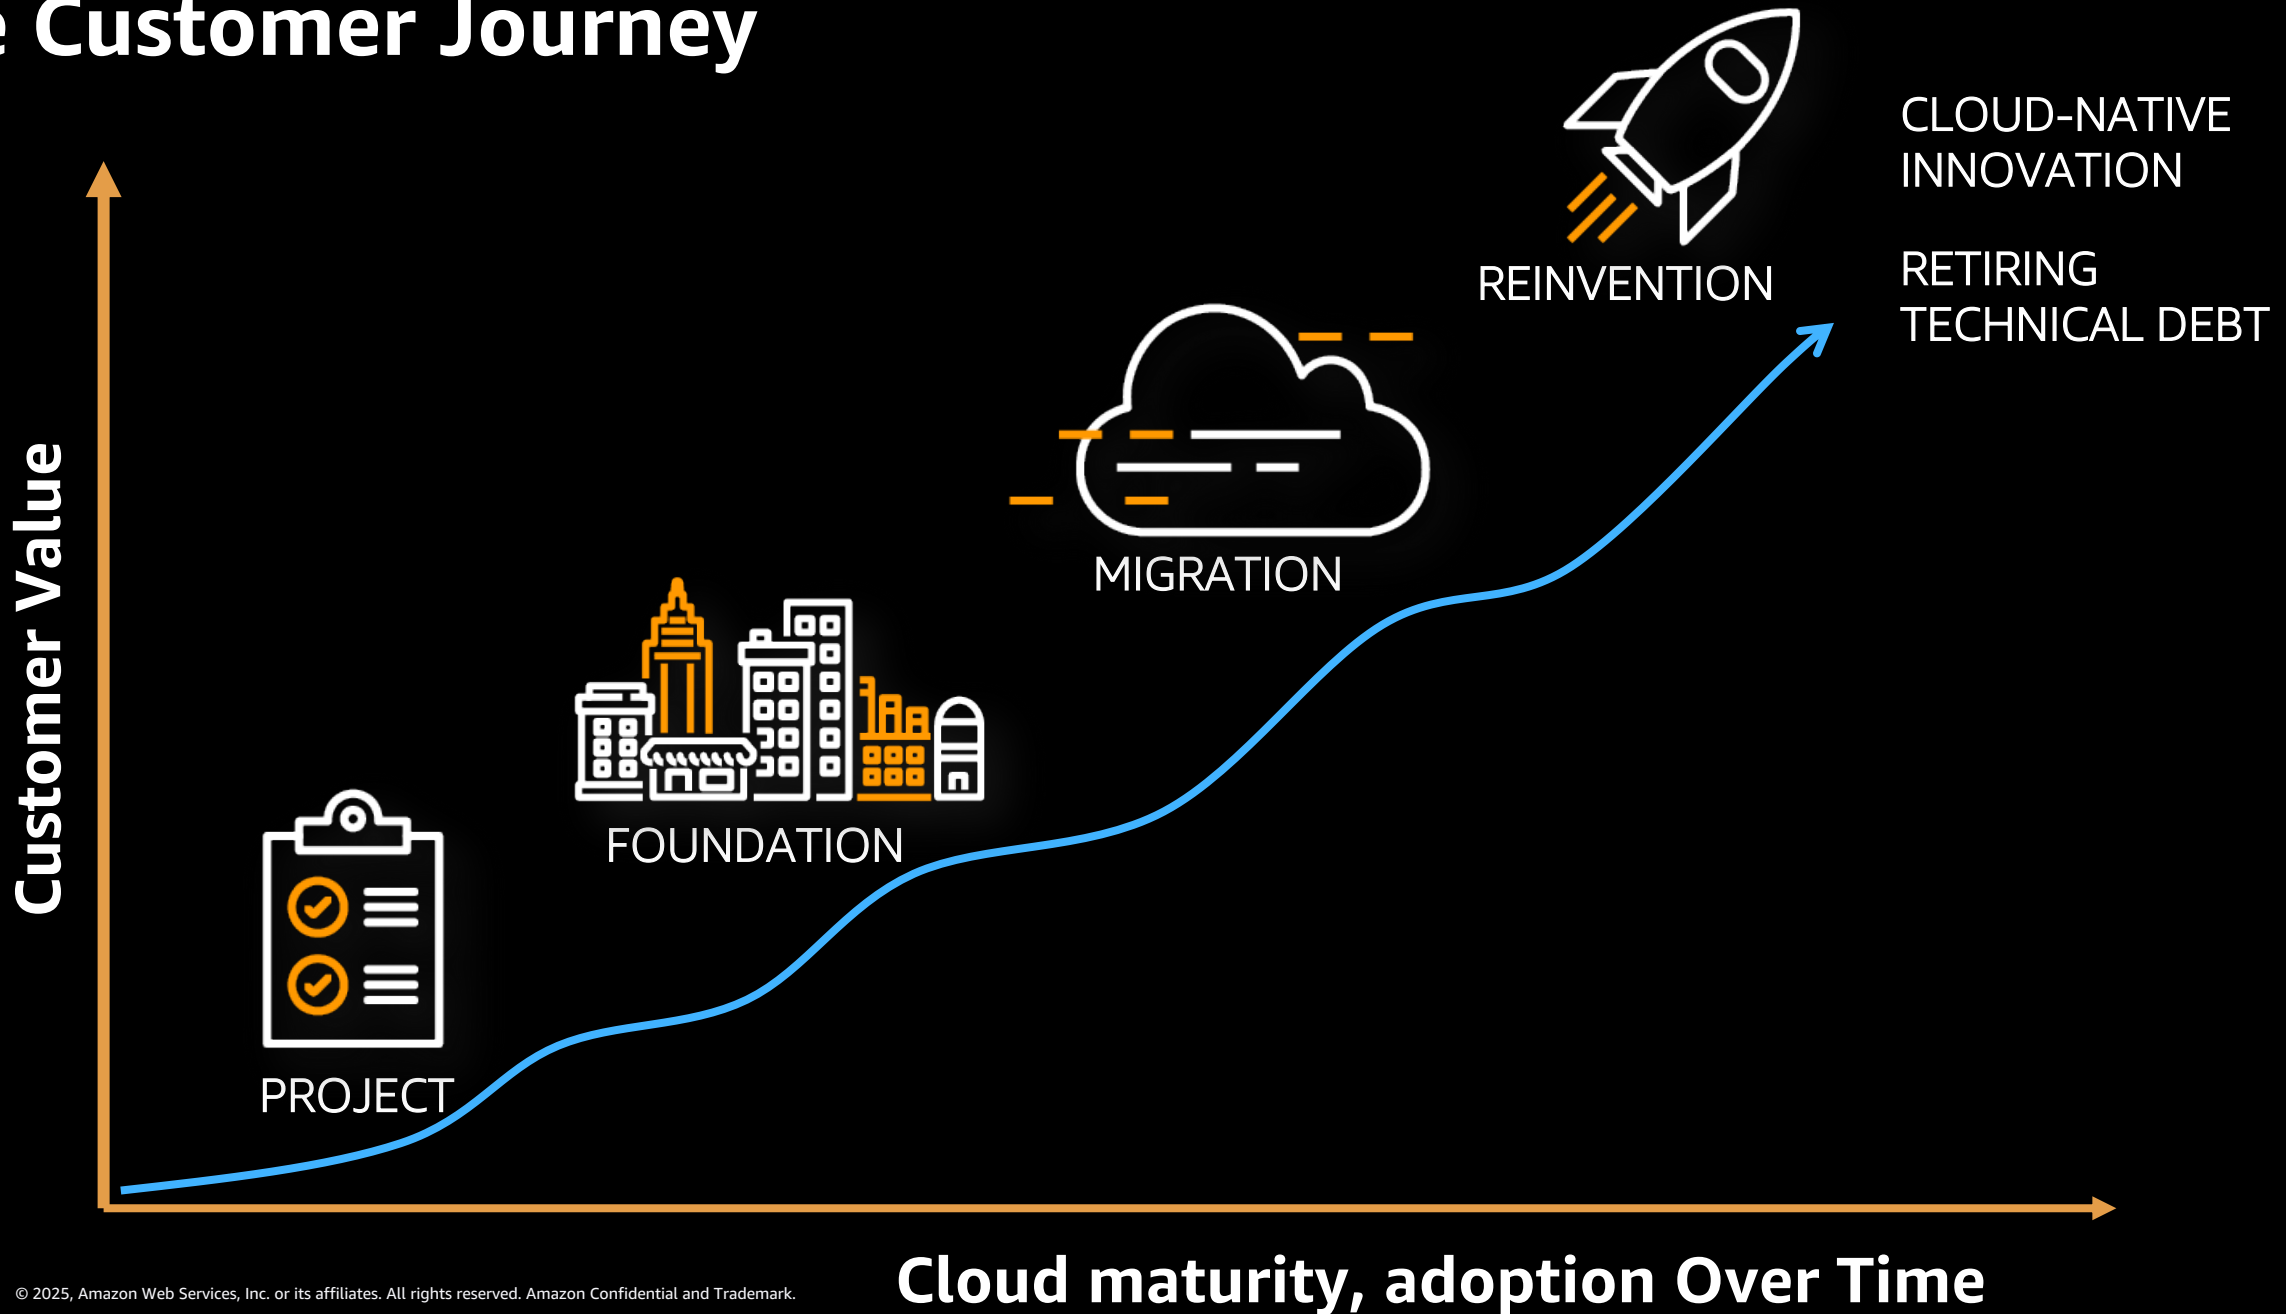 e Customer Journey
CLOUD-NATIVE
INNOVATION
RETIRING
TECHNICAL DEBT
REINVENTION
MIGRATION
FOUNDATION
PROJECT
Customer Value
Cloud maturity, adoption Over Time
© 2025, Amazon Web Services, Inc. or its affiliates. All rights reserved. Amazon Confidential and Trademark.